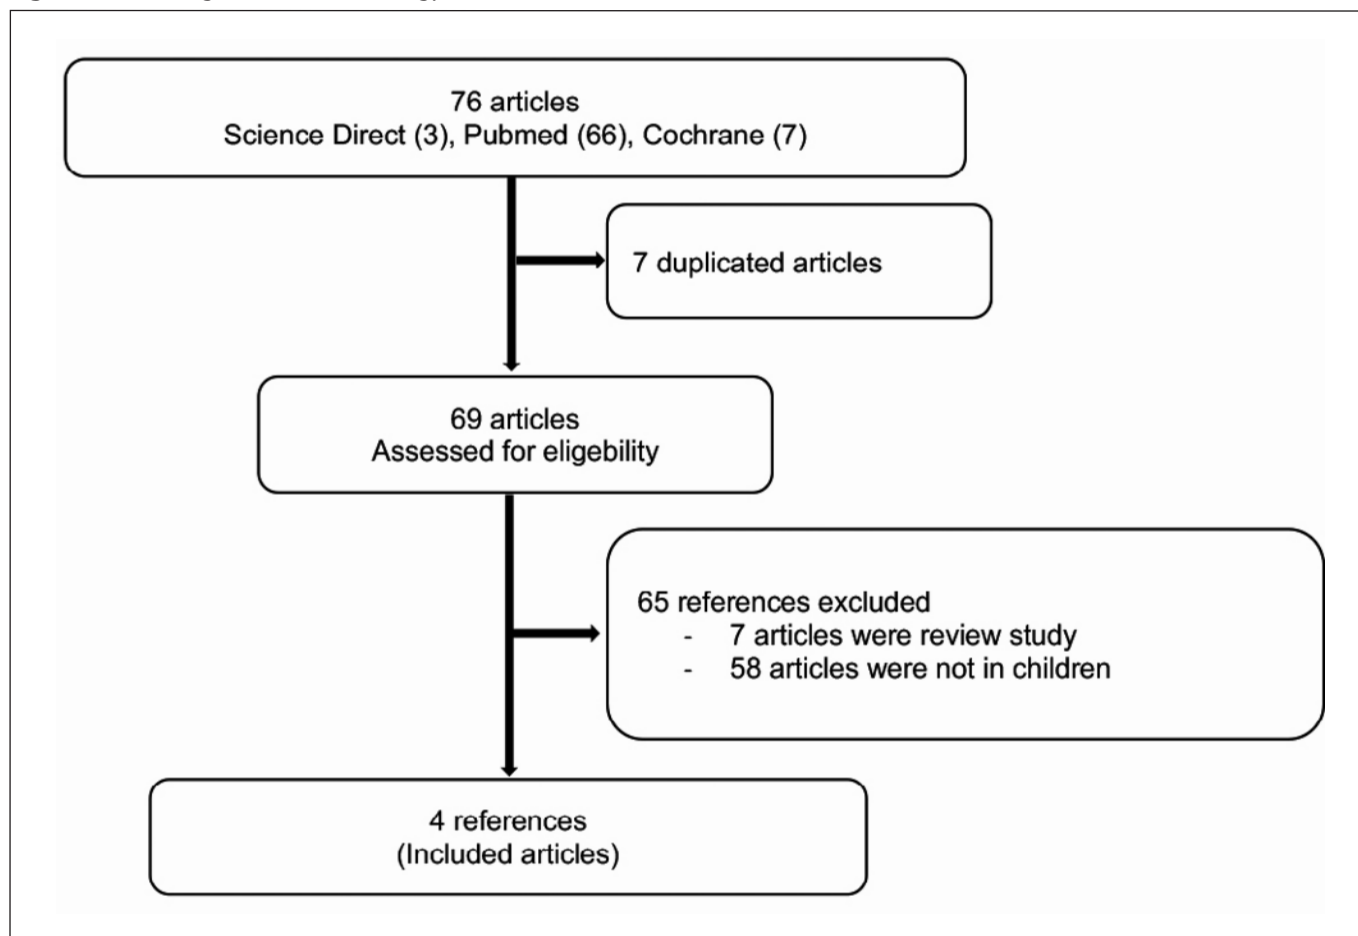 76 articles
Science Direct (3), Pubmed (66), Cochrane (7)
7 duplicated articles
69 articles
Assessed for eligebility
65 references excluded
- 7 articles were review study
- 58 articles were not in children
4 references
(Included articles)